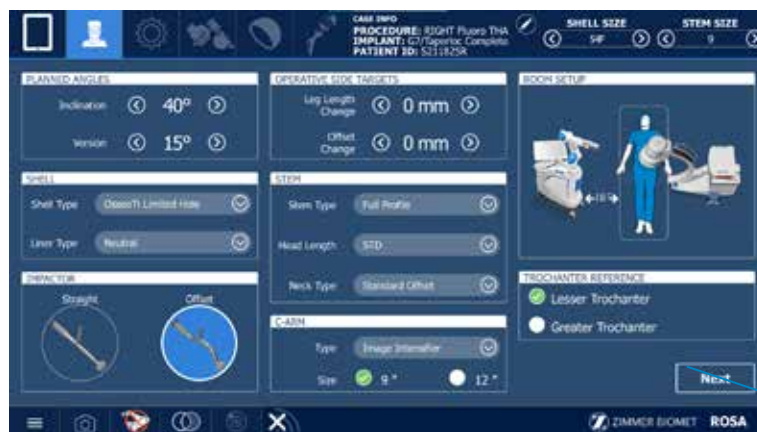 CASE INFO
PROCEDURE: RIGHT Fluoro THA
IMPLANT: G7/Taperloc Complete
PATIENT ID: S211825R
SHELL SIZE
54F
STEM SIZE
9
PLANNED ANGLES
Inclination 40°
Version 15°
OPERATIVE SIDE TARGETS
Leg Length
Change
0 mm
Offset
Change
0 mm
ROOM SETUP
SHELL
Shell Type OsseoTi Limited Hole
Liner Type Neutral
STEM
Stem Type Full Profile
Head Length STD
Neck Type Standard Offset
IMPACTOR
Straight Offset
C-ARM
Type Image Intensifier
Size 9 " 12 "
TROCHANTER REFERENCE
Lesser Trochanter
Greater Trochanter
Next
ZIMMER BIOMET ROSA